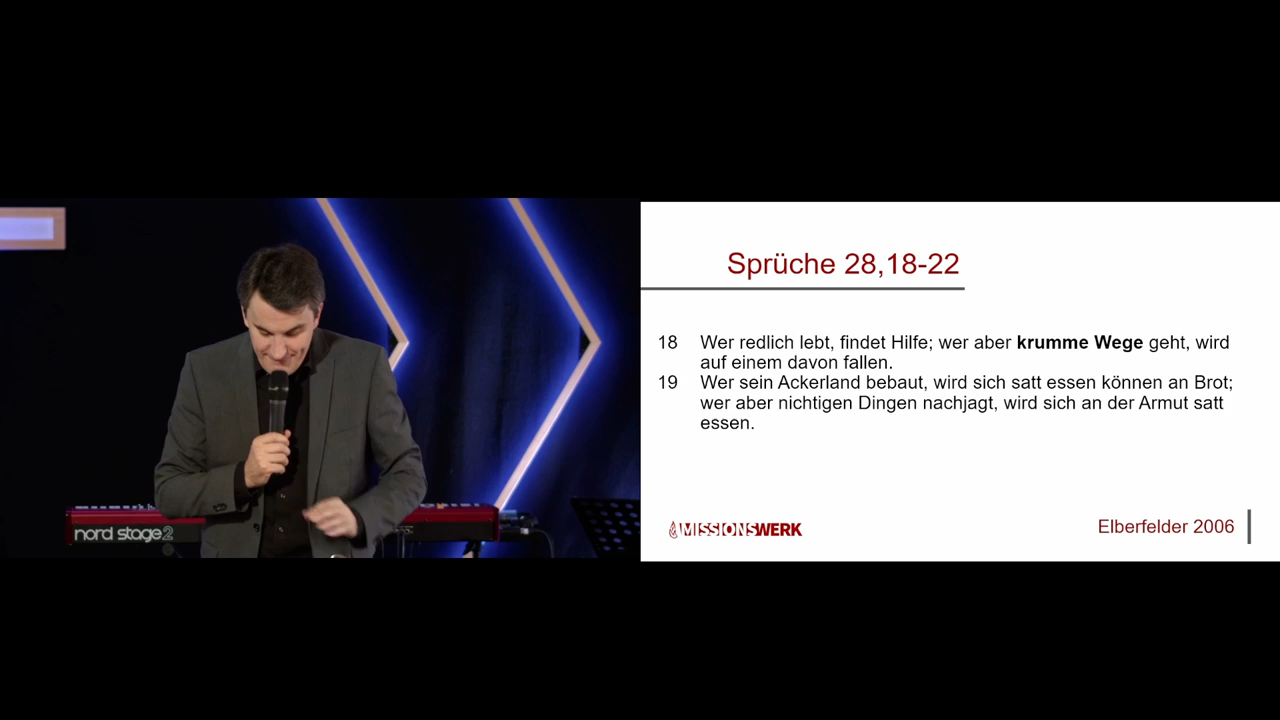 nord stage2
Sprüche 28,18-22
18 Wer redlich lebt, findet Hilfe; wer aber krumme Wege geht, wird
auf einem davon fallen.
19 Wer sein Ackerland bebaut, wird sich satt essen können an Brot;
wer aber nichtigen Dingen nachjagt, wird sich an der Armut satt
essen.
MISSIONSWERK
Elberfelder 2006